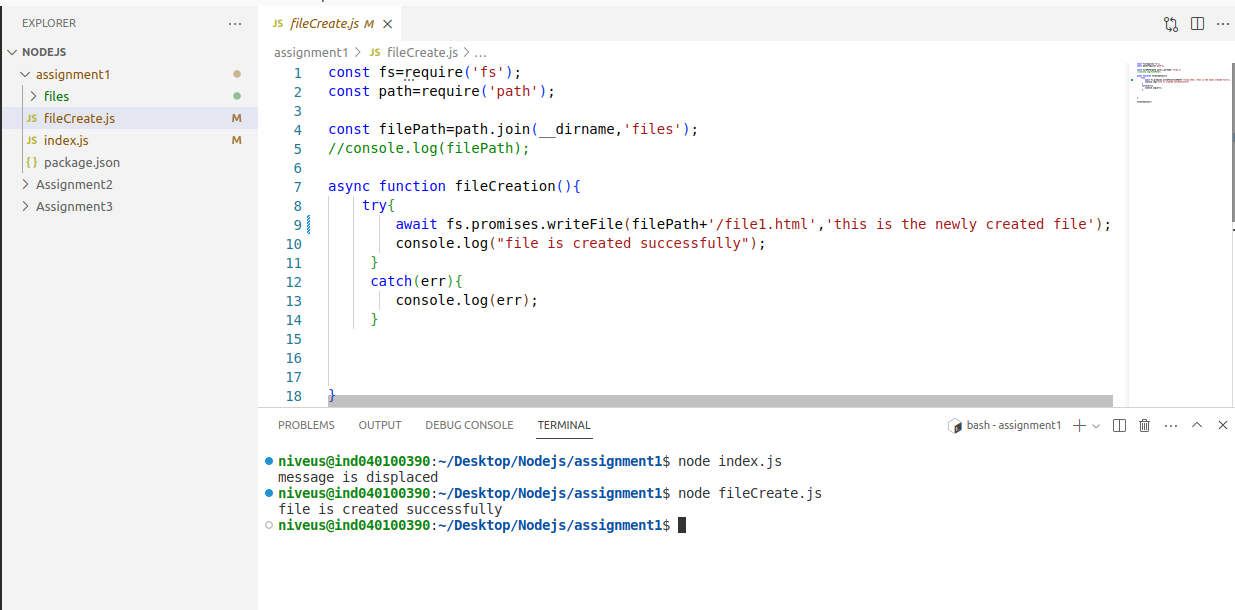 EXPLORER
NODEJS
assignment1
files
JS fileCreate.js M
JS index.js M
{} package.json
Assignment2
Assignment3
JS fileCreate.js M
assignment1 > JS fileCreate.js > ...
1 const fs=require('fs');
2 const path=require('path');
3
4 const filePath=path.join(__dirname,'files');
5 //console.log(filePath);
6
7 async function fileCreation(){
8 try{
9 await fs.promises.writeFile(filePath+'/file1.html','this is the newly created file');
10 console.log("file is created successfully");
11 }
12 catch(err){
13 console.log(err);
14 }
15
16
17
18 }
PROBLEMS OUTPUT DEBUG CONSOLE TERMINAL
bash - assignment1
niveus@ind040100390:~/Desktop/Nodejs/assignment1$ node index.js
message is displaced
niveus@ind040100390:~/Desktop/Nodejs/assignment1$ node fileCreate.js
file is created successfully
niveus@ind040100390:~/Desktop/Nodejs/assignment1$